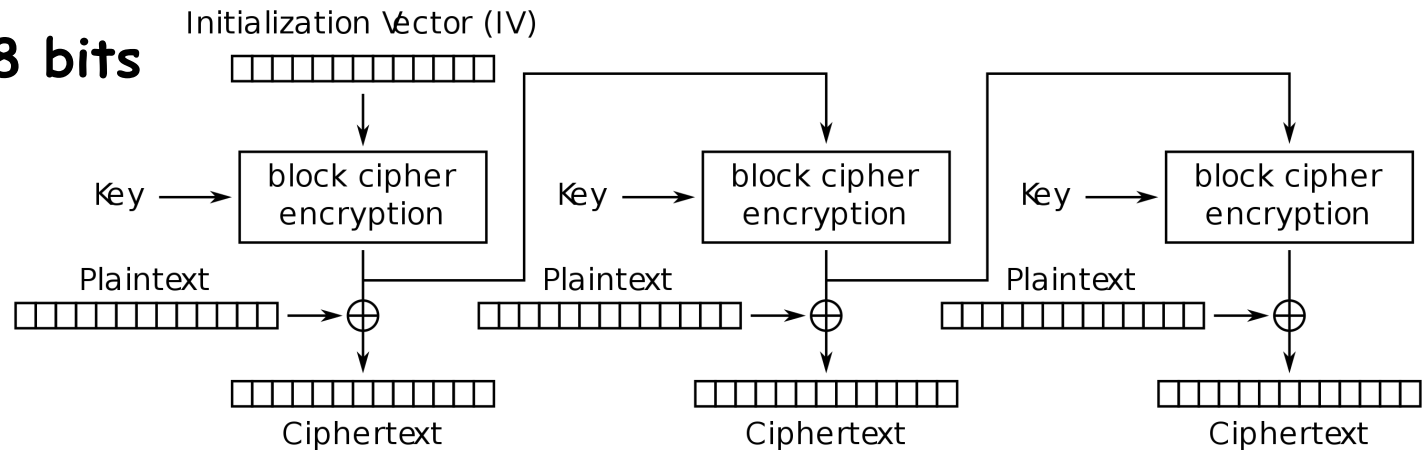 Initialization Vector (IV)
8 bits
block cipher
encryption
Key
block cipher
encryption
Key
block cipher
encryption
Key
Plaintext
Plaintext
Plaintext
Ciphertext
Ciphertext
Ciphertext